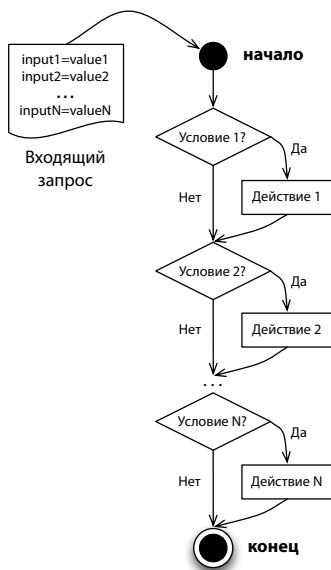 input1=value1
input2=value2
...
inputN=valueN
Входящий
запрос
начало
Условие 1?
Да
Нет
Действие 1
Условие 2?
Да
Нет
Действие 2
...
Условие N?
Да
Нет
Действие N
конец